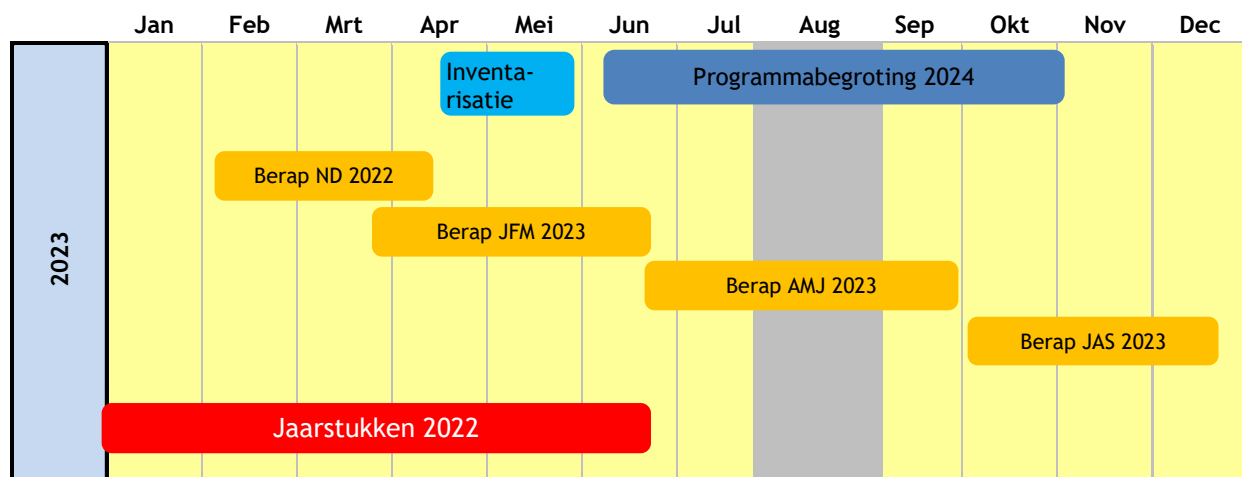 Jan Feb Mrt Apr Mei Jun Jul Aug Sep Okt Nov Dec
Inventa-
risatie
Programmabegroting 2024
Berap ND 2022
Berap JFM 2023
2023
Berap AMJ 2023
Berap JAS 2023
Jaarstukken 2022